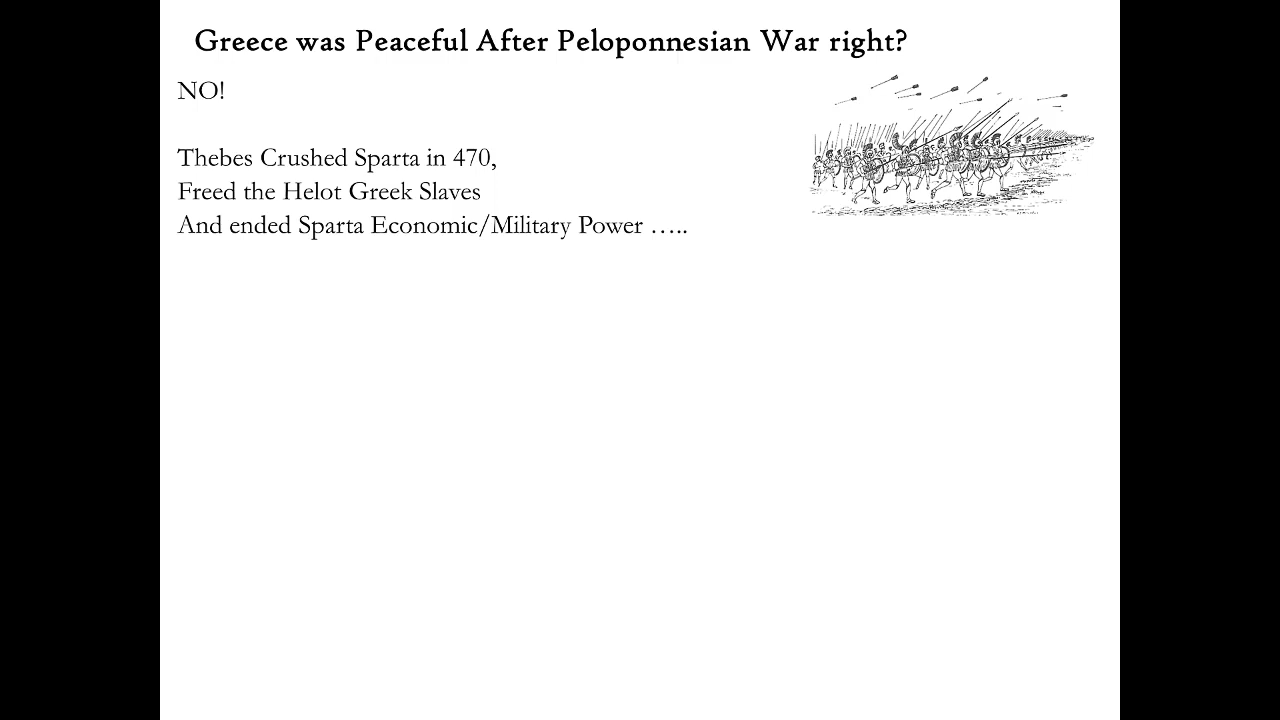 Greece was Peaceful After Peloponnesian War right?
NO!
Thebes Crushed Sparta in 470,
Freed the Helot Greek Slaves
And ended Sparta Economic/Military Power …..